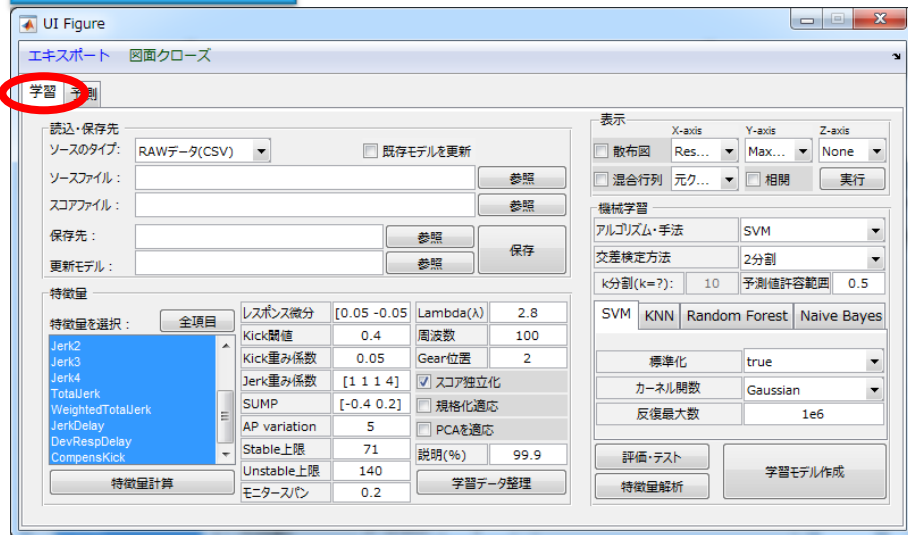 UI Figure
エキスポート 図面クローズ
学習 予測
読込・保存先
ソースのタイプ: RAWデータ(CSV) 既存モデルを更新
ソースファイル: 参照
スコアファイル: 参照
保存先: 参照 保存
更新モデル: 参照
特徴量
特徴量を選択: 全項目
Jerk2
Jerk3
Jerk4
TotalJerk
WeightedTotalJerk
JerkDelay
DevRespDelay
CompensKick
特徴量計算
レスポンス微分 [0.05 -0.05
Kick閾値 0.4
Kick重み係数 0.05
Jerk重み係数 [1 1 1 4]
SUMP [-0.4 0.2]
AP variation 5
Stable上限 71
Unstable上限 140
モニタースパン 0.2
Lambda(λ) 2.8
周波数 100
Gear位置 2
スコア独立化
規格化適応
PCAを適応
説明(%) 99.9
学習データ整理
表示
X-axis Y-axis Z-axis
散布図 Res... Max... None
混合行列 元ク... 相関 実行
機械学習
アルゴリズム・手法 SVM
交差検定方法 2分割
k分割(k=?): 10 予測値許容範囲 0.5
SVM KNN Random Forest Naive Bayes
標準化 true
カーネル関数 Gaussian
反復最大数 1e6
評価・テスト
特徴量解析
学習モデル作成